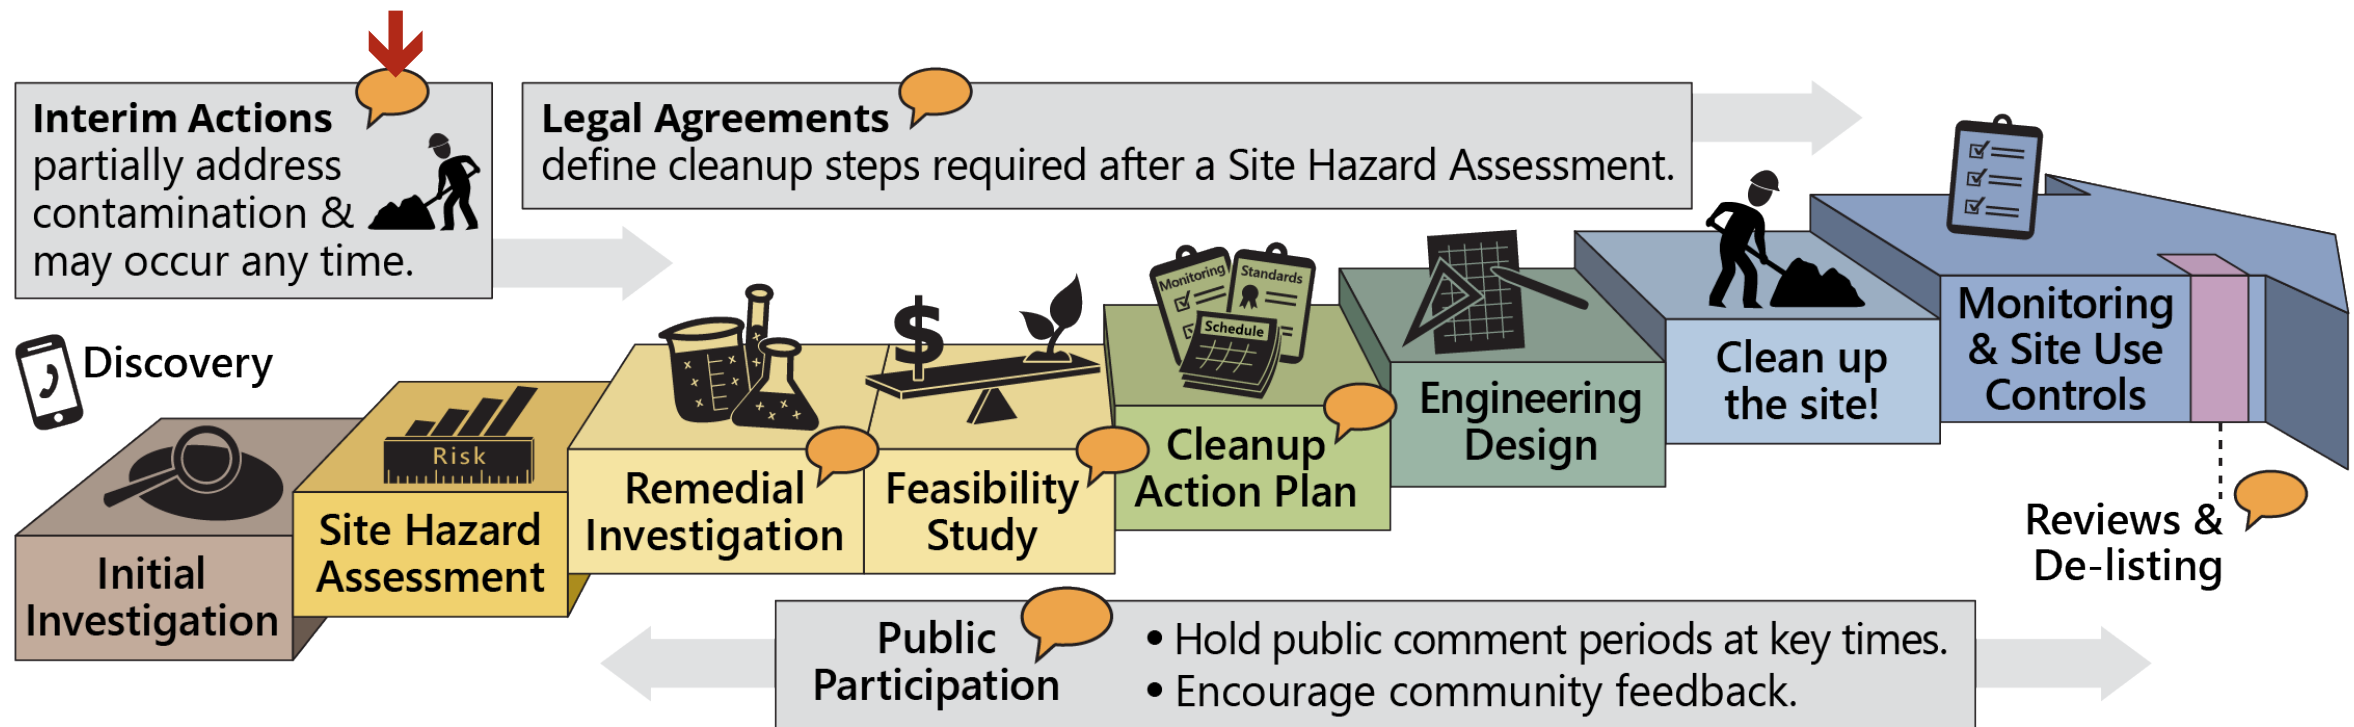 Interim Actions
partially address
contamination &
may occur any time.
Legal Agreements
define cleanup steps required after a Site Hazard Assessment.
Discovery
Initial
Investigation
Risk
Site Hazard
Assessment
Remedial
Investigation
$
Feasibility
Study
Monitoring
Standards
Schedule
Cleanup
Action Plan
Engineering
Design
Clean up
the site!
Monitoring
& Site Use
Controls
Reviews &
De-listing
Public
Participation
• Hold public comment periods at key times.
• Encourage community feedback.